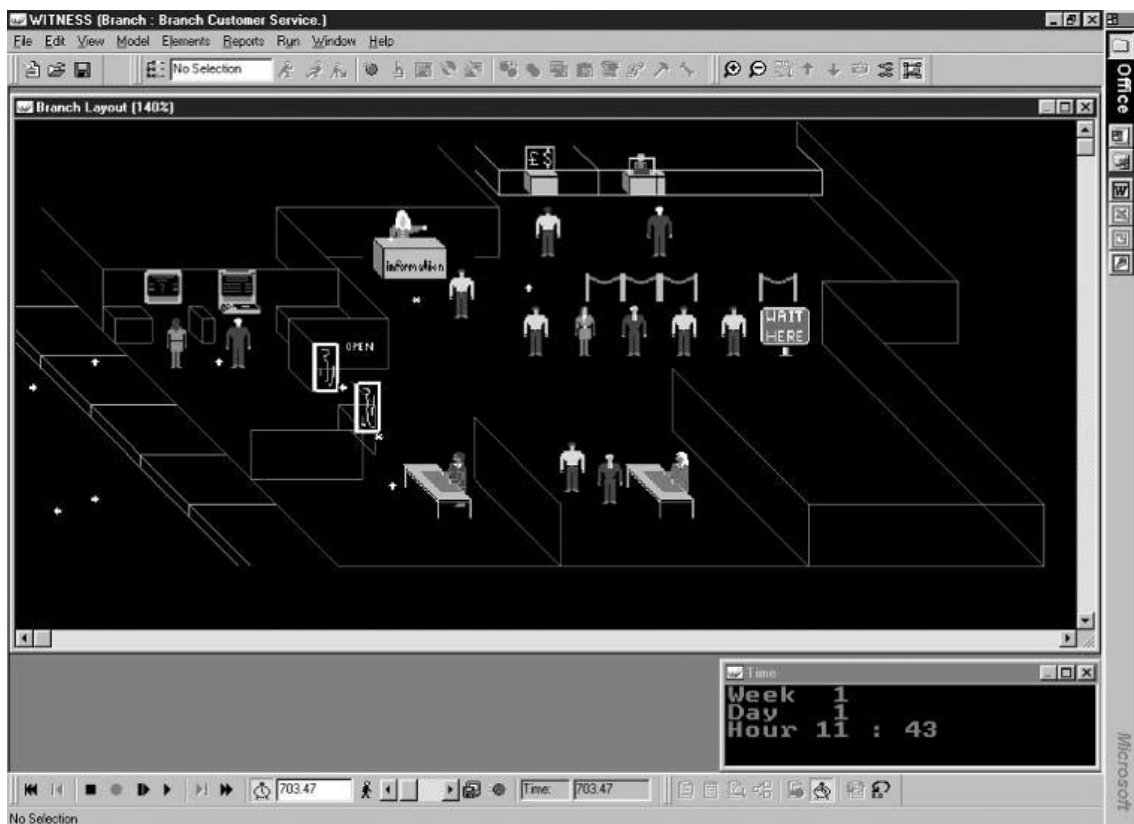 WITNESS (Branch : Branch Customer Service.)
File Edit View Model Elements Reports Run Window Help
No Selection
Office
Branch Layout (140%)
£ $
information
WAIT
HERE
OPEN
W
Time
Week 1
Day 1
Hour 11 : 43
Microsoft
703.47
Time:
703.47
No Selection